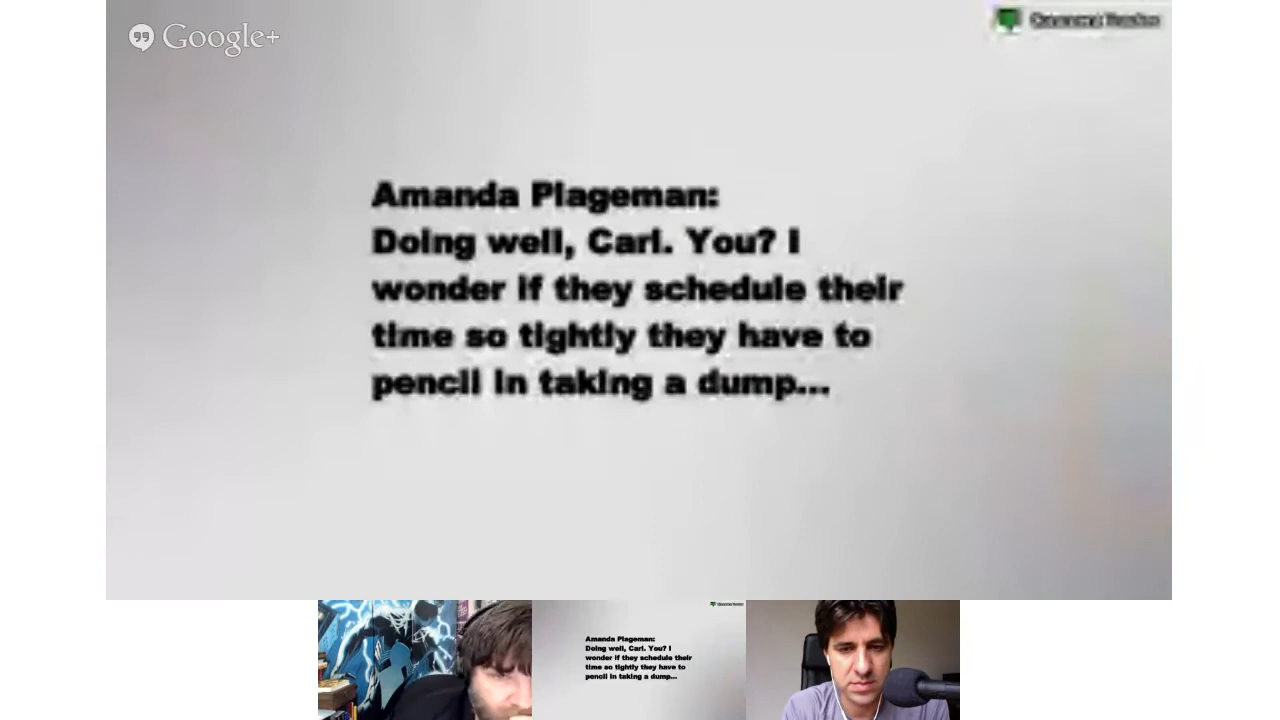 Google+
Amanda Plageman:
Doing well, Carl. You? I
wonder if they schedule their
time so tightly they have to
pencil in taking a dump...
Amanda Plageman:
Doing well, Carl. You? I
wonder if they schedule their
time so tightly they have to
pencil in taking a dump...